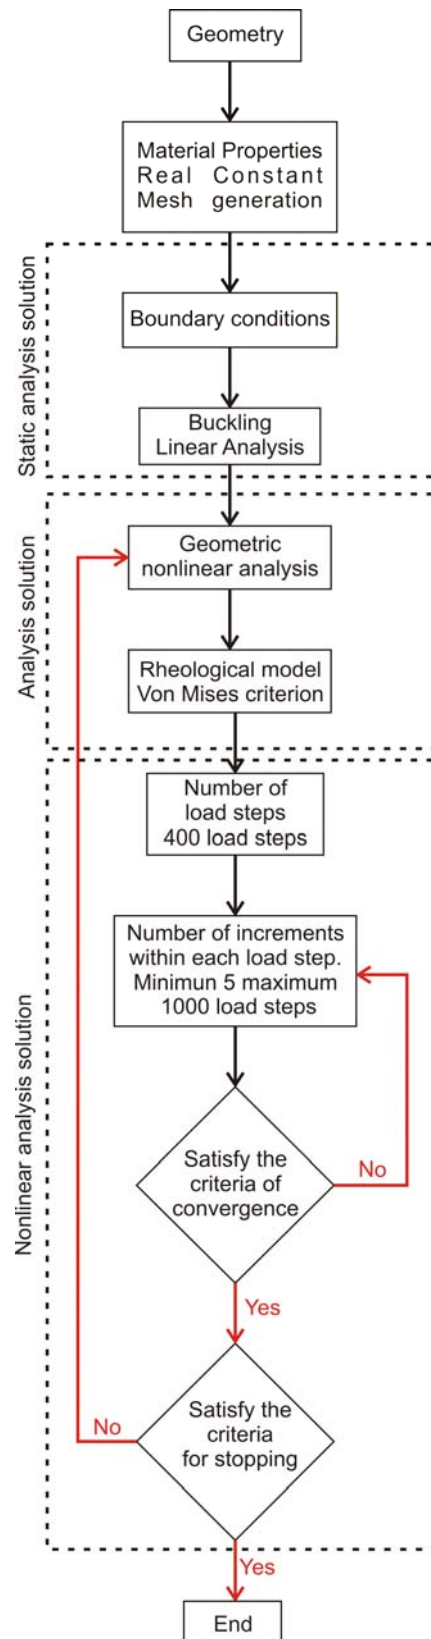 Geometry
Material Properties
Real Constant
Mesh generation
Static analysis solution
Boundary conditions
Buckling
Linear Analysis
Analysis solution
Geometric
nonlinear analysis
Rheological model
Von Mises criterion
Nonlinear analysis solution
Number of
load steps
400 load steps
Number of increments
within each load step.
Minimun 5 maximum
1000 load steps
Satisfy the
criteria of
convergence
No
Yes
Satisfy the
criteria
for stopping
No
Yes
End